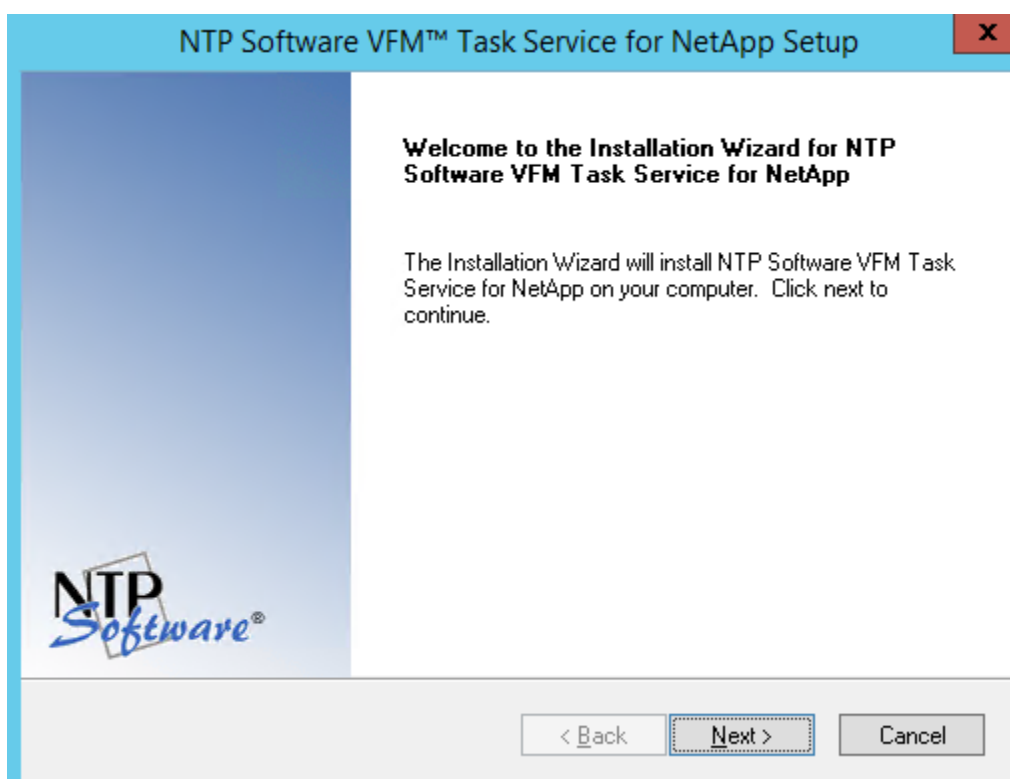 NTP Software VFM™ Task Service for NetApp Setup
x
Welcome to the Installation Wizard for NTP
Software VFM Task Service for NetApp
The Installation Wizard will install NTP Software VFM Task
Service for NetApp on your computer.  Click next to
continue.
NTP
Software®
< Back
Next >
Cancel